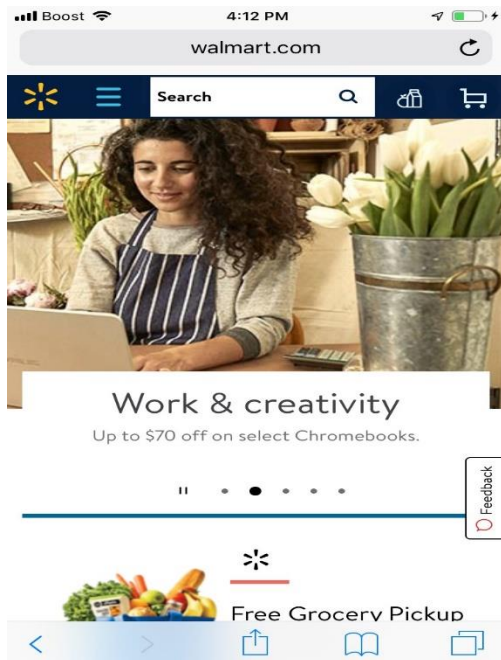 Boost 4:12 PM
walmart.com
Search
Work & creativity
Up to $70 off on select Chromebooks.
Feedback
Free Grocery Pickup